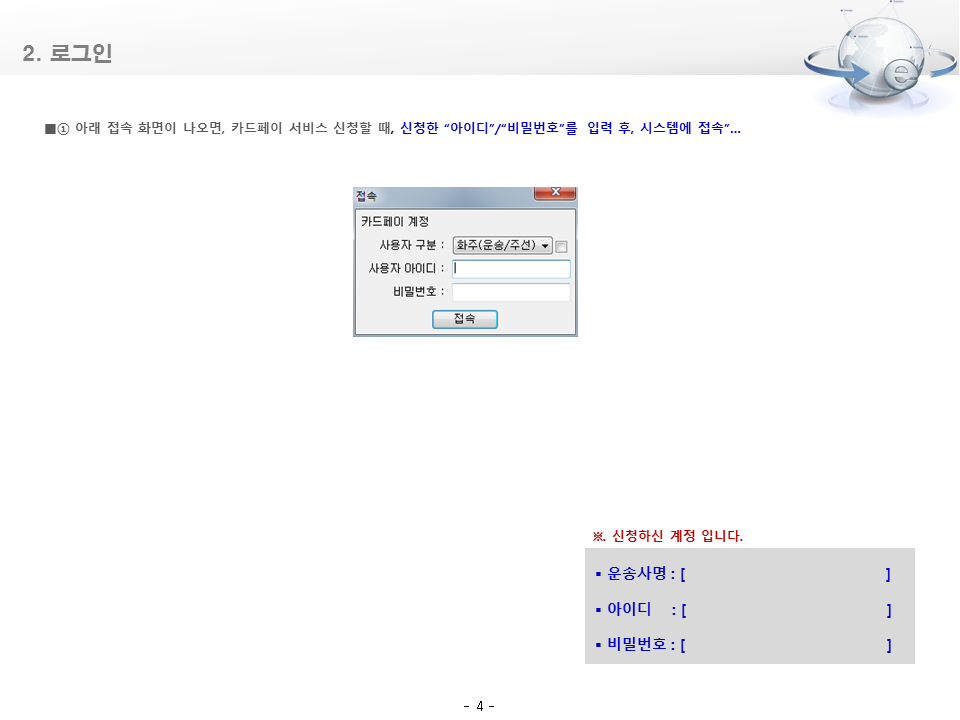 2. 로그인
■① 아래 접속 화면이 나오면, 카드페이 서비스 신청할 때, 신청한 “아이디”/“비밀번호”를 입력 후, 시스템에 접속”...
접속
카드페이 계정
사용자 구분 : 화주(운송/주선)
사용자 아이디 :
비밀번호 :
접속
※. 신청하신 계정 입니다.
▪ 운송사명 : [ ]
▪ 아이디 : [ ]
▪ 비밀번호 : [ ]
- 4 -